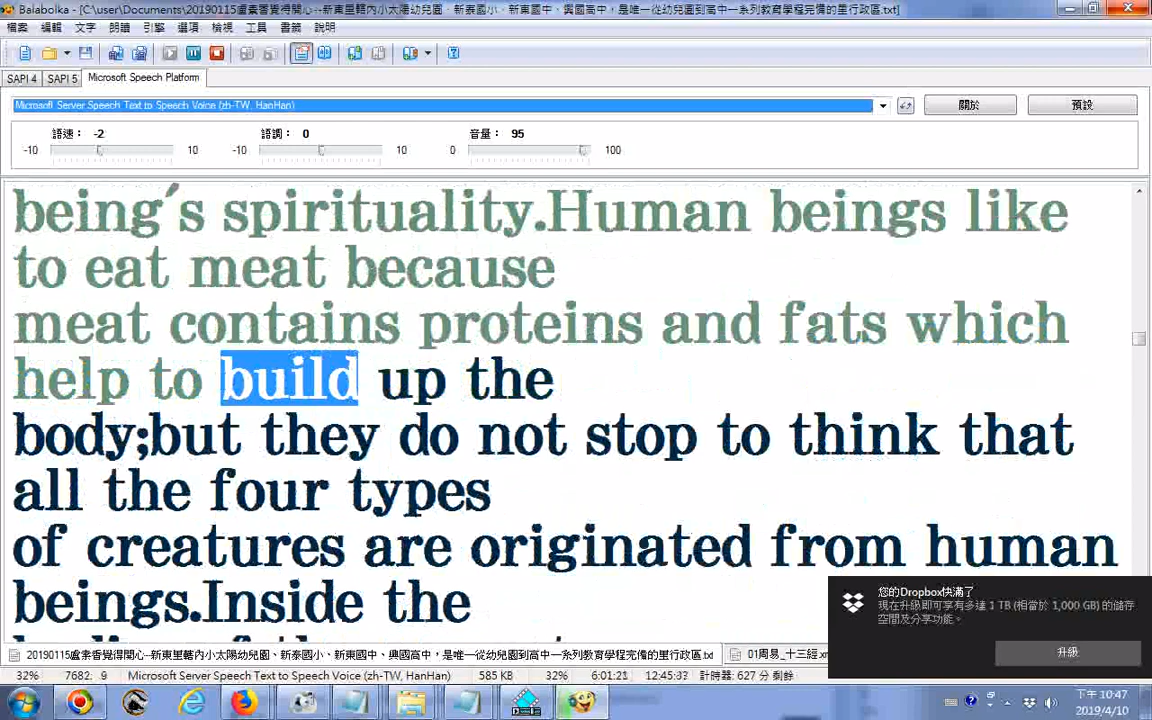 Balabolka - [C:\user\Documents\20190115盧素香覺得開心--新東里轄內小太陽幼兒園、新泰國小、新東國中、興國高中，是唯一從幼兒園到高中一系列教育學程完備的里行政區.txt]
檔案 編輯 文字 朗讀 引擎 選項 檢視 工具 書籤 說明
SAPI 4 SAPI 5 Microsoft Speech Platform
Microsoft Server Speech Text to Speech Voice (zh-TW, HanHan)
關於 預設
語速： -2 語調： 0 音量： 95
-10 10 -10 10 0 100
being´s spirituality.Human beings like
to eat meat because
meat contains proteins and fats which
help to build up the
body;but they do not stop to think that
all the four types
of creatures are originated from human
beings.Inside the
您的Dropbox快滿了
現在升級即可享有多達 1 TB (相當於 1,000 GB) 的儲存
空間及分享功能。
升級
20190115盧素香覺得開心--新東里轄內小太陽幼兒園、新泰國小、新東國中、興國高中，是唯一從幼兒園到高中一系列教育學程完備的里行政區.txt 01周易_十三經
32% 7682: 9 Microsoft Server Speech Text to Speech Voice (zh-TW, HanHan) 585 KB 32% 6:01:21 12:45:33 計時器: 627 分 剩餘
下午 10:47
2019/4/10